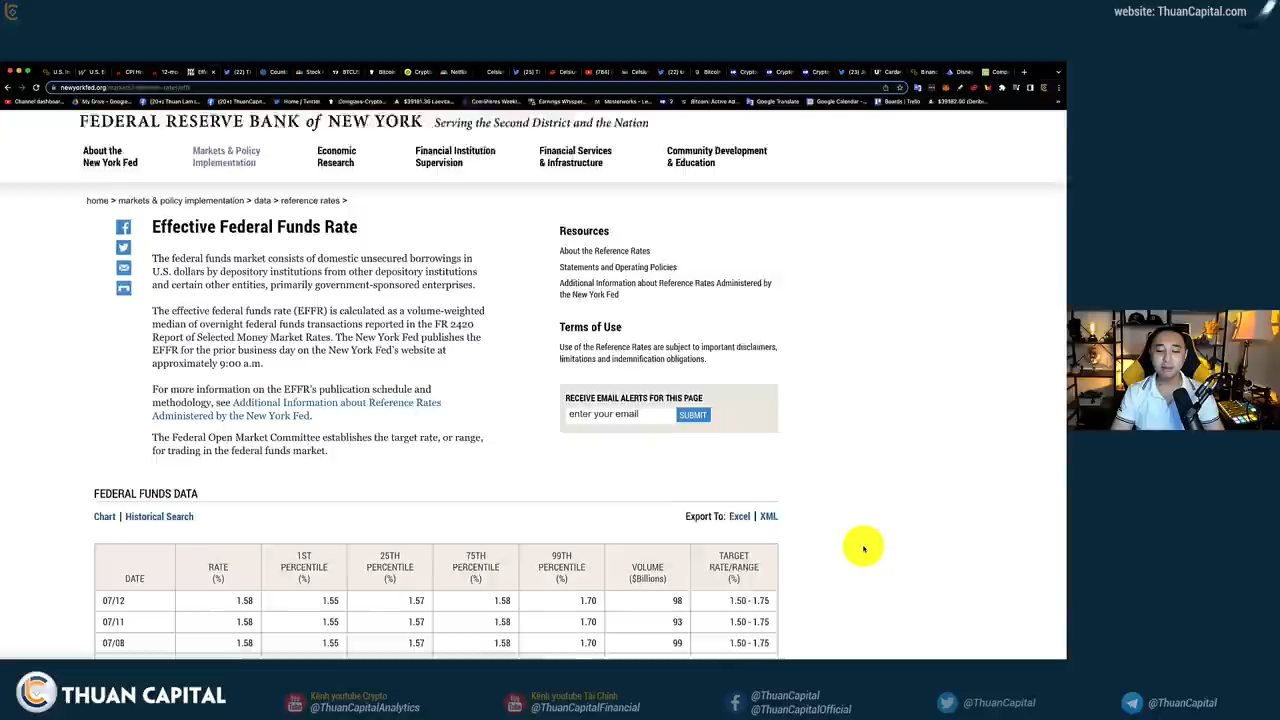 website: ThuanCapital.com
FEDERAL RESERVE BANK of NEW YORK Serving the Second District and the Nation
About the
New York Fed
Markets & Policy
Implementation
Economic
Research
Financial Institution
Supervision
Financial Services
& Infrastructure
Community Development
& Education
home > markets & policy implementation > data > reference rates >
Effective Federal Funds Rate
The federal funds market consists of domestic unsecured borrowings in
U.S. dollars by depository institutions from other depository institutions
and certain other entities, primarily government-sponsored enterprises.
The effective federal funds rate (EFFR) is calculated as a volume-weighted
median of overnight federal funds transactions reported in the FR 2420
Report of Selected Money Market Rates. The New York Fed publishes the
EFFR for the prior business day on the New York Fed's website at
approximately 9:00 a.m.
For more information on the EFFR's publication schedule and
methodology, see Additional Information about Reference Rates
Administered by the New York Fed.
The Federal Open Market Committee establishes the target rate, or range,
for trading in the federal funds market.
Resources
About the Reference Rates
Statements and Operating Policies
Additional Information about Reference Rates Administered by
the New York Fed
Terms of Use
Use of the Reference Rates are subject to important disclaimers,
limitations and indemnification obligations.
RECEIVE EMAIL ALERTS FOR THIS PAGE
enter your email SUBMIT
FEDERAL FUNDS DATA
Chart | Historical Search
Export To: Excel | XML
DATE
RATE
(%)
1ST
PERCENTILE
(%)
25TH
PERCENTILE
(%)
75TH
PERCENTILE
(%)
99TH
PERCENTILE
(%)
VOLUME
($Billions)
TARGET
RATE/RANGE
(%)
07/12 1.58 1.55 1.57 1.58 1.70 98 1.50 - 1.75
07/11 1.58 1.55 1.57 1.58 1.70 93 1.50 - 1.75
07/08 1.58 1.55 1.57 1.58 1.70 99 1.50 - 1.75
THUAN CAPITAL
Kênh youtube Crypto
@ThuanCapitalAnalytics
Kênh youtube Tài Chính
@ThuanCapitalFinancial
@ThuanCapital
@ThuanCapitalOfficial
@ThuanCapital
@ThuanCapital